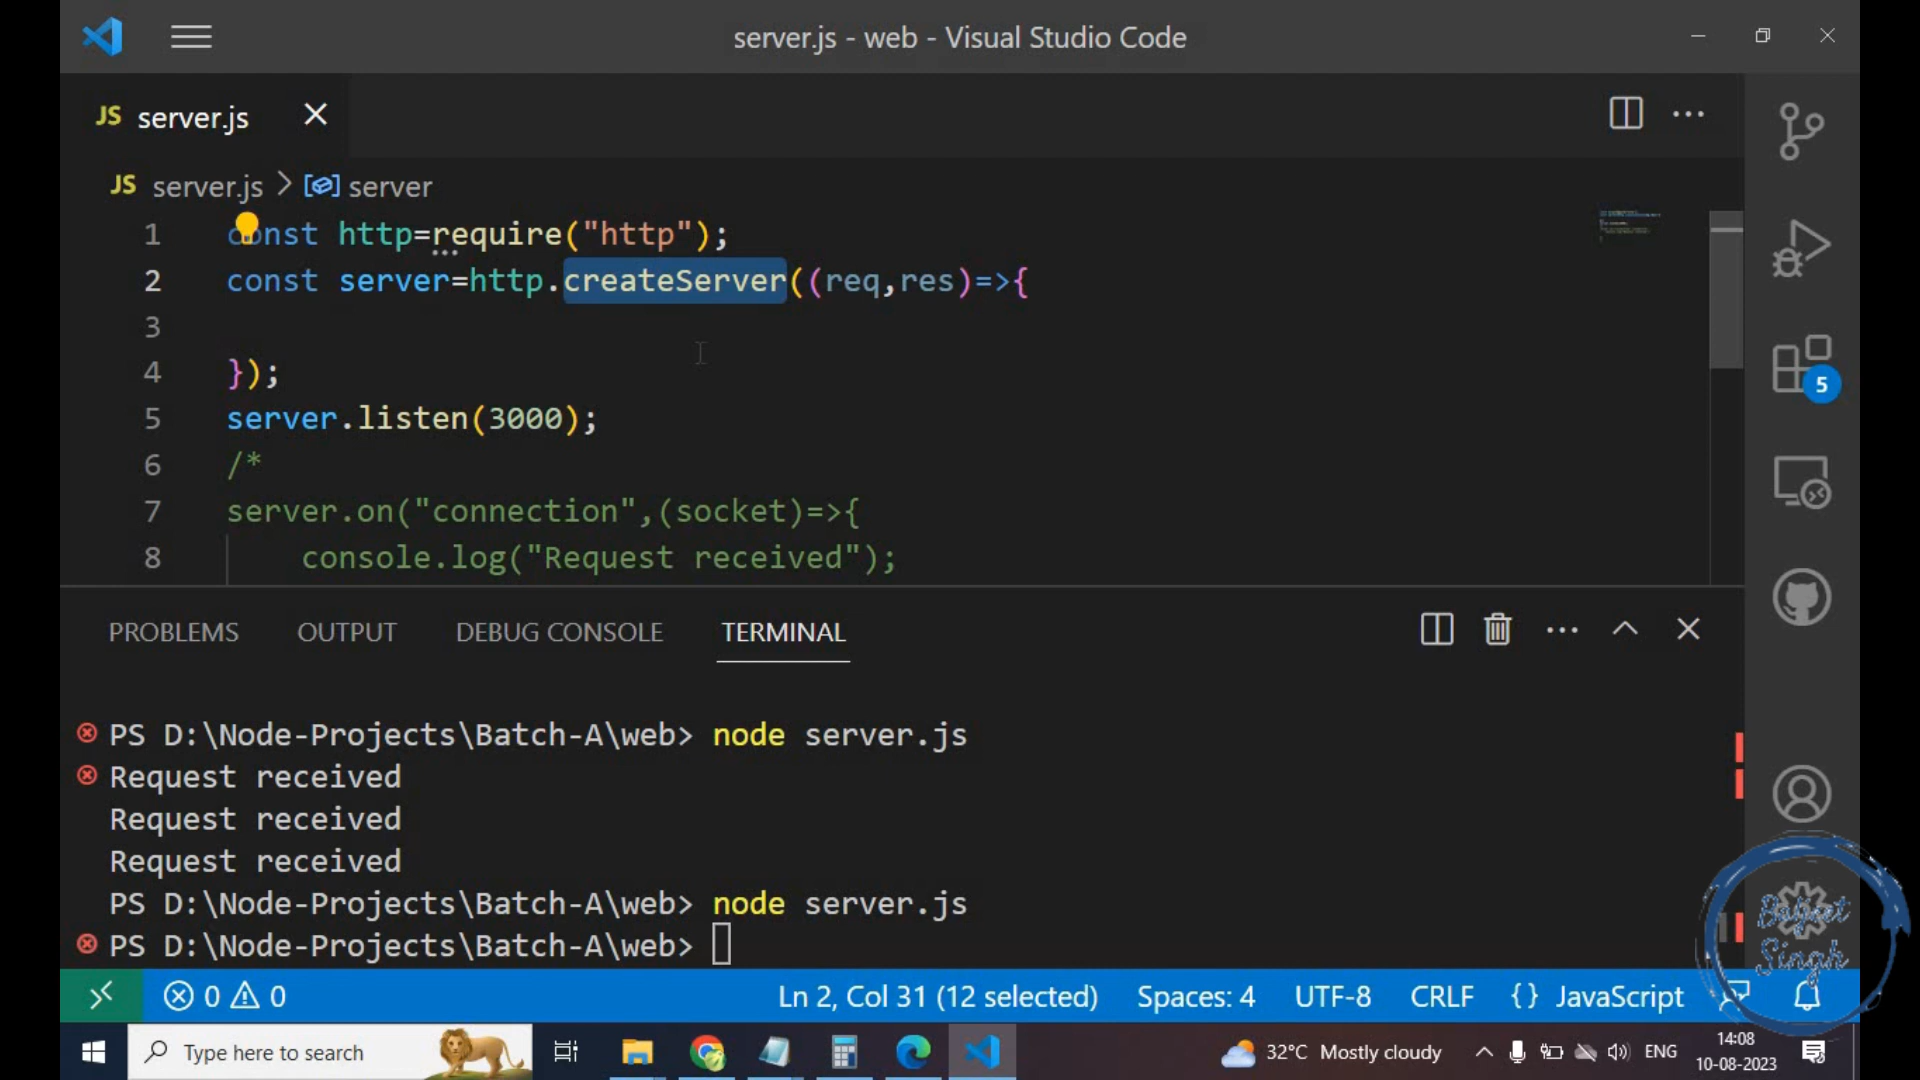 server.js - web - Visual Studio Code
JS server.js
JS server.js > server
1 const http=require("http");
2 const server=http.createServer((req,res)=>{
3
4 });
5 server.listen(3000);
6 /*
7 server.on("connection",(socket)=>{
8 console.log("Request received");
5
PROBLEMS OUTPUT DEBUG CONSOLE TERMINAL
PS D:\Node-Projects\Batch-A\web> node server.js
Request received
Request received
Request received
PS D:\Node-Projects\Batch-A\web> node server.js
PS D:\Node-Projects\Batch-A\web>
Baljeet
Singh
0 0 Ln 2, Col 31 (12 selected) Spaces: 4 UTF-8 CRLF {} JavaScript
Type here to search 32°C Mostly cloudy ENG 14:08
10-08-2023